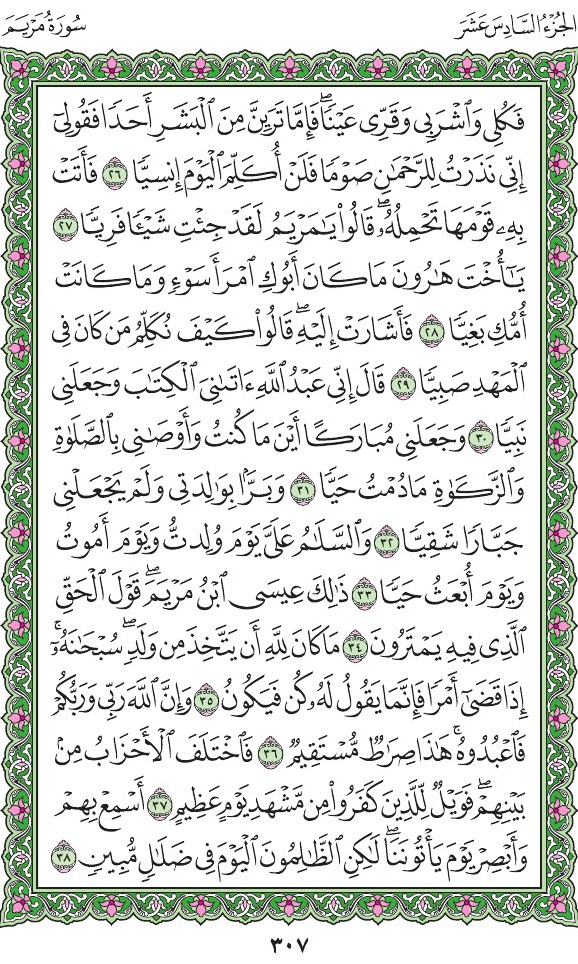 الجزء السادس عشر
سورة مريم
فَكُلِي وَٱشۡرَبِي وَقَرِّي عَيۡنٗاۖ فَإِمَّا تَرَيِنَّ مِنَ ٱلۡبَشَرِ أَحَدٗا فَقُولِيٓ
إِنِّي نَذَرۡتُ لِلرَّحۡمَٰنِ صَوۡمٗا فَلَنۡ أُكَلِّمَ ٱلۡيَوۡمَ إِنسِيّٗا ٢٦ فَأَتَتۡ
بِهِۦ قَوۡمَهَا تَحۡمِلُهُۥۖ قَالُواْ يَٰمَرۡيَمُ لَقَدۡ جِئۡتِ شَيۡـٔٗا فَرِيّٗا ٢٧
يَٰٓأُخۡتَ هَٰرُونَ مَا كَانَ أَبُوكِ ٱمۡرَأَ سَوۡءٖ وَمَا كَانَتۡ
أُمُّكِ بَغِيّٗا ٢٨ فَأَشَارَتۡ إِلَيۡهِۖ قَالُواْ كَيۡفَ نُكَلِّمُ مَن كَانَ فِي
ٱلۡمَهۡدِ صَبِيّٗا ٢٩ قَالَ إِنِّي عَبۡدُ ٱللَّهِ ءَاتَىٰنِيَ ٱلۡكِتَٰبَ وَجَعَلَنِي
نَبِيّٗا ٣٠ وَجَعَلَنِي مُبَارَكًا أَيۡنَ مَا كُنتُ وَأَوۡصَٰنِي بِٱلصَّلَوٰةِ
وَٱلزَّكَوٰةِ مَا دُمۡتُ حَيّٗا ٣١ وَبَرَّۢا بِوَٰلِدَتِي وَلَمۡ يَجۡعَلۡنِي
جَبَّارٗا شَقِيّٗا ٣٢ وَٱلسَّلَٰمُ عَلَيَّ يَوۡمَ وُلِدتُّ وَيَوۡمَ أَمُوتُ
وَيَوۡمَ أُبۡعَثُ حَيّٗا ٣٣ ذَٰلِكَ عِيسَى ٱبۡنُ مَرۡيَمَۖ قَوۡلَ ٱلۡحَقِّ
ٱلَّذِي فِيهِ يَمۡتَرُونَ ٣٤ مَا كَانَ لِلَّهِ أَن يَتَّخِذَ مِن وَلَدٖۖ سُبۡحَٰنَهُۥٓۚ
إِذَا قَضَىٰٓ أَمۡرٗا فَإِنَّمَا يَقُولُ لَهُۥ كُن فَيَكُونُ ٣٥ وَإِنَّ ٱللَّهَ رَبِّي وَرَبُّكُمۡ
فَٱعۡبُدُوهُۚ هَٰذَا صِرَٰطٞ مُّسۡتَقِيمٞ ٣٦ فَٱخۡتَلَفَ ٱلۡأَحۡزَابُ مِنۢ
بَيۡنِهِمۡۖ فَوَيۡلٞ لِّلَّذِينَ كَفَرُواْ مِن مَّشۡهَدِ يَوۡمٍ عَظِيمٍ ٣٧ أَسۡمِعۡ بِهِمۡ
وَأَبۡصِرۡ يَوۡمَ يَأۡتُونَنَاۖ لَٰكِنِ ٱلظَّٰلِمُونَ ٱلۡيَوۡمَ فِي ضَلَٰلٖ مُّبِينٖ ٣٨
٣٠٧